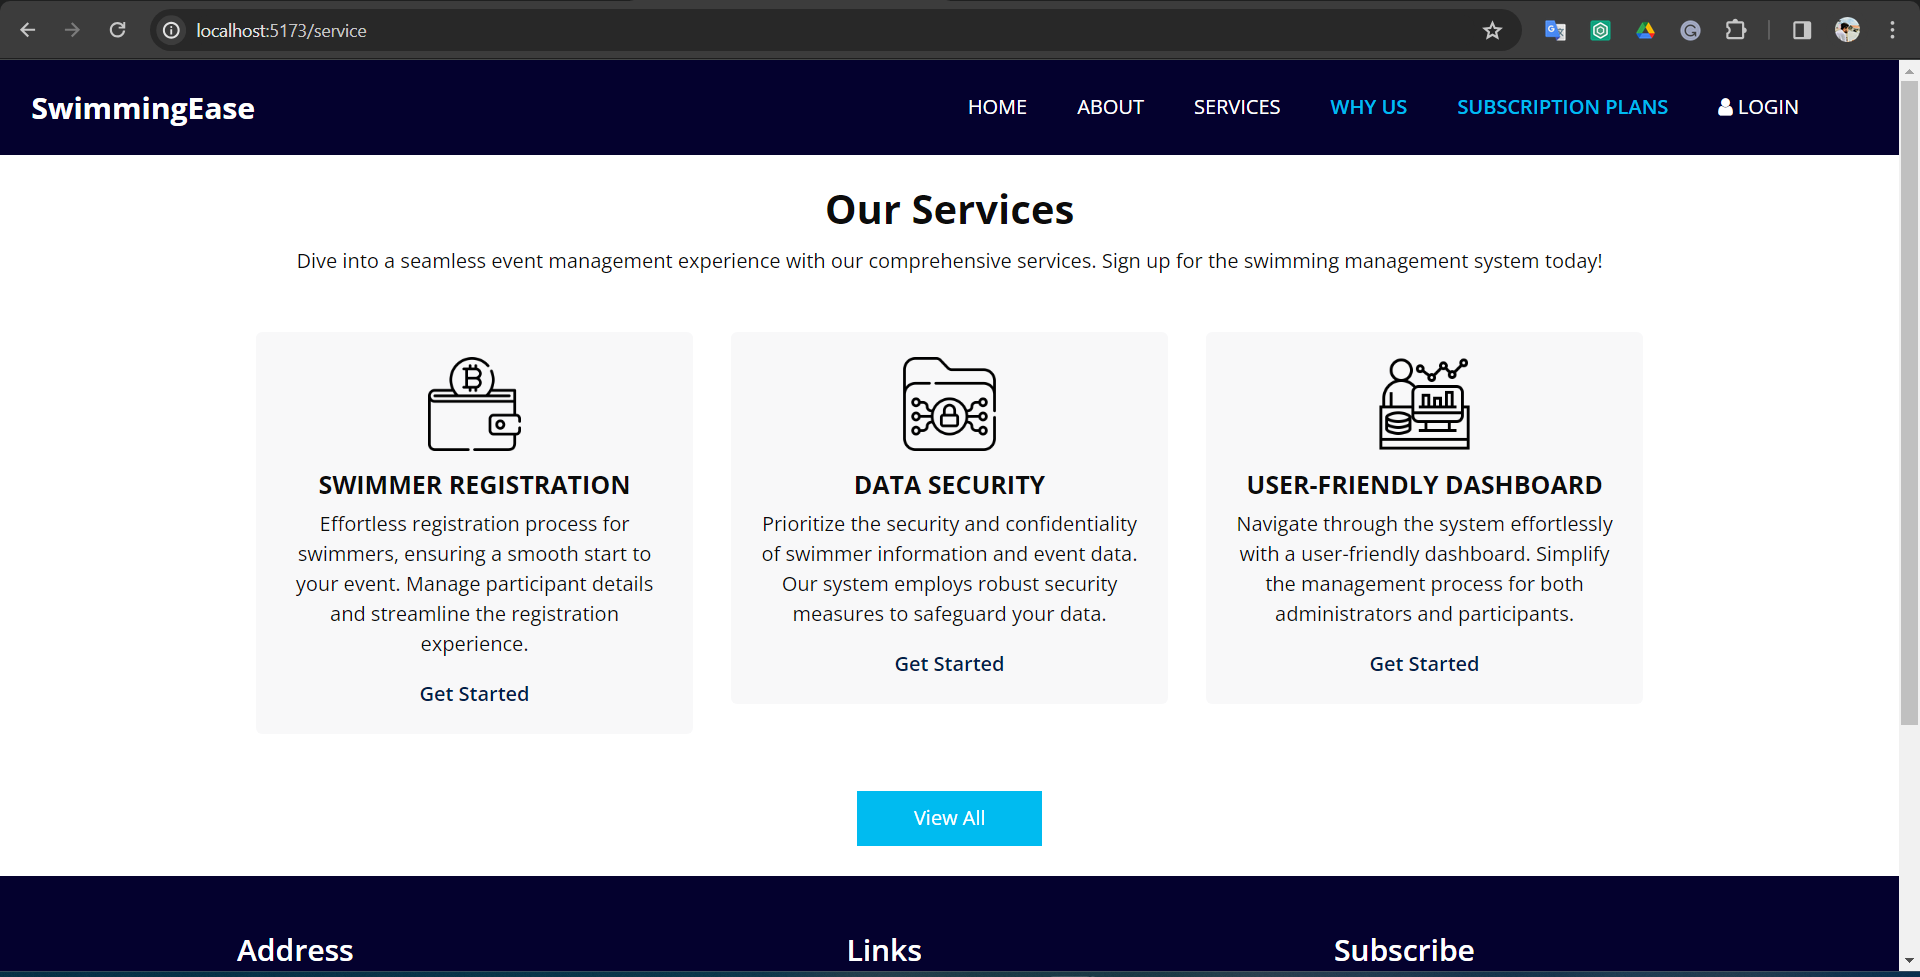 localhost:5173/service
SwimmingEase
HOME ABOUT SERVICES WHY US SUBSCRIPTION PLANS LOGIN
Our Services
Dive into a seamless event management experience with our comprehensive services. Sign up for the swimming management system today!
SWIMMER REGISTRATION
Effortless registration process for
swimmers, ensuring a smooth start to
your event. Manage participant details
and streamline the registration
experience.
Get Started
DATA SECURITY
Prioritize the security and confidentiality
of swimmer information and event data.
Our system employs robust security
measures to safeguard your data.
Get Started
USER-FRIENDLY DASHBOARD
Navigate through the system effortlessly
with a user-friendly dashboard. Simplify
the management process for both
administrators and participants.
Get Started
View All
Address
Links
Subscribe